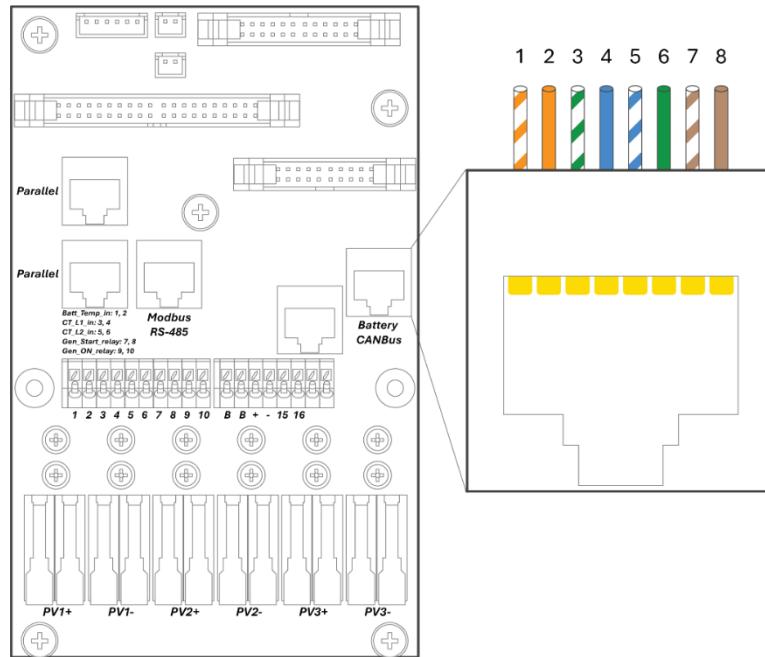 1 2 3 4 5 6 7 8
Parallel
Parallel
Modbus
RS-485
Battery
CANBus
Batt_Temp_in: 1, 2
CT_L1_in: 3, 4
CT_L2_in: 5, 6
Gen_Start_relay: 7, 8
Gen_ON_relay: 9, 10
1 2 3 4 5 6 7 8 9 10 B B + - 15 16
PV1+ PV1- PV2+ PV2- PV3+ PV3-